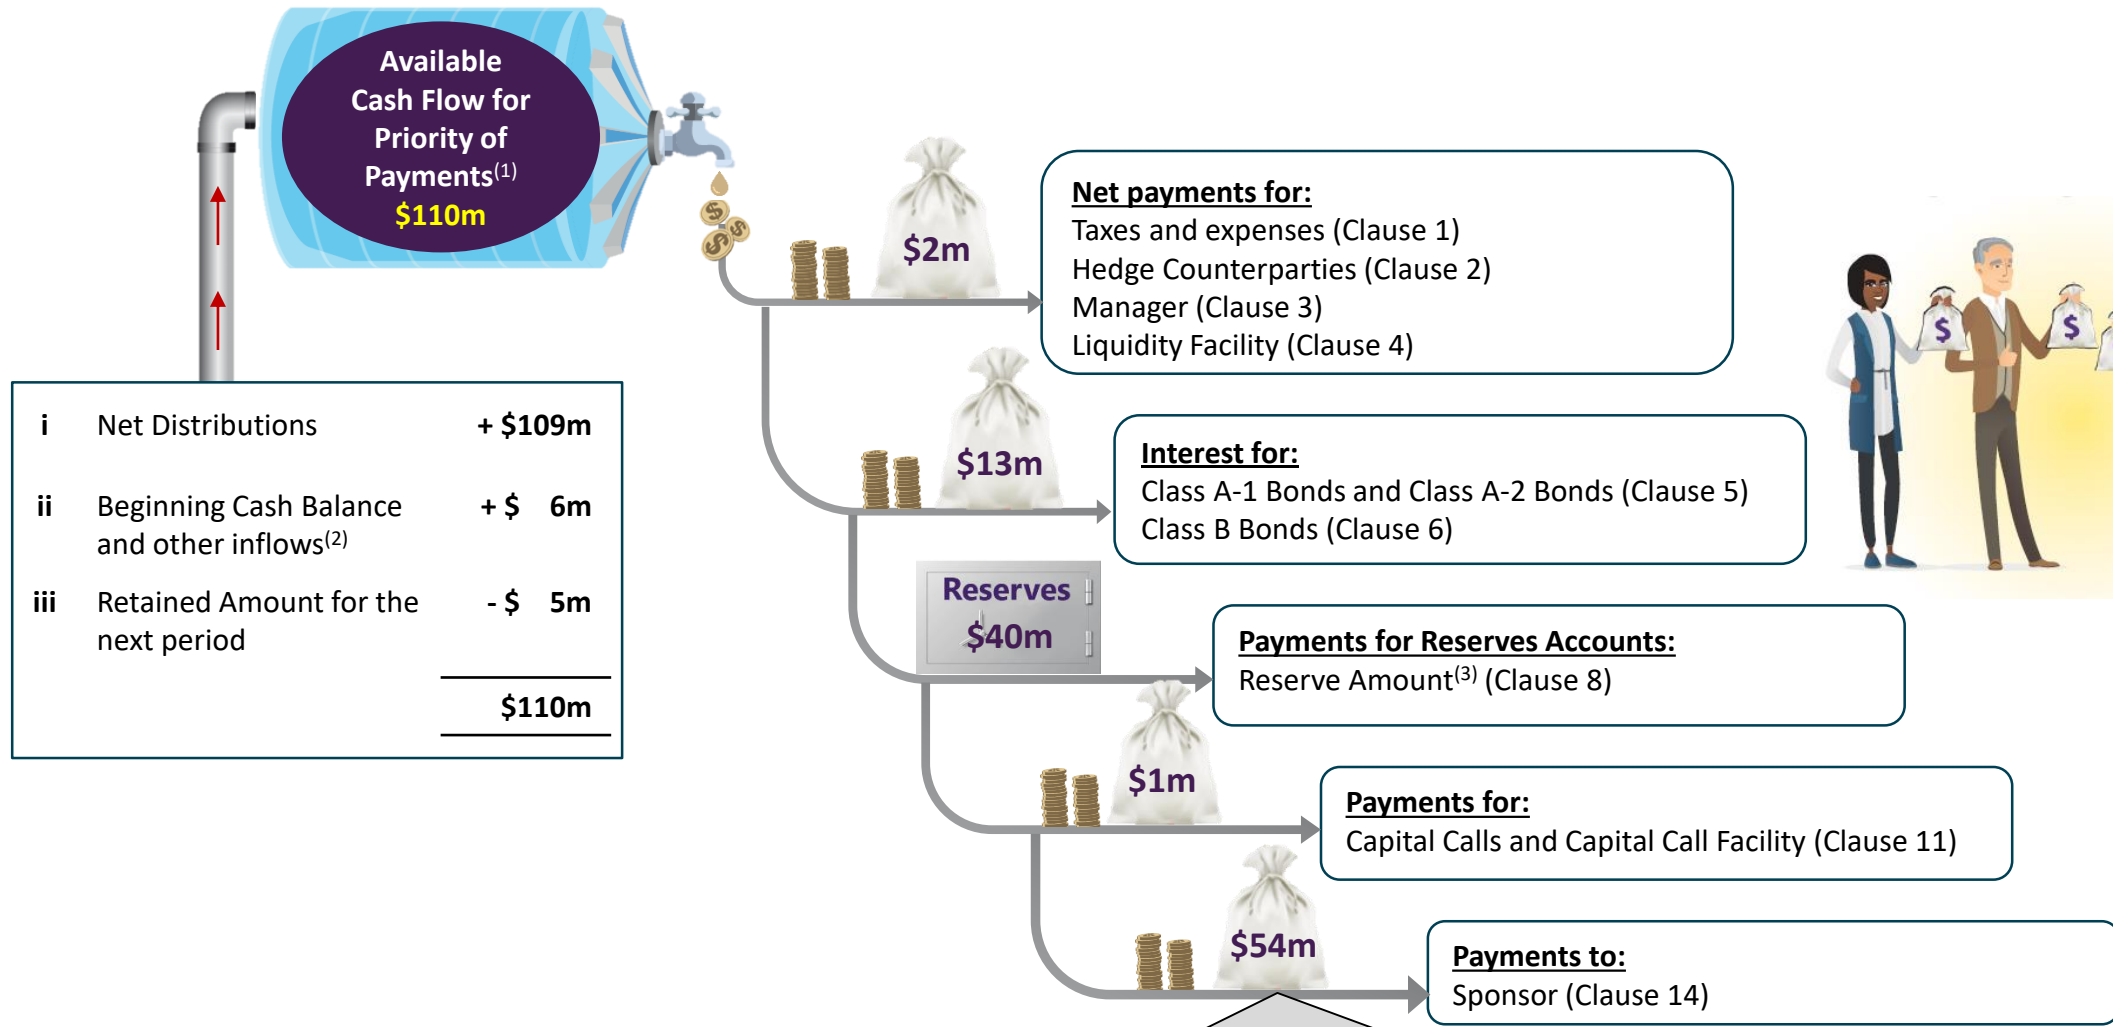 Available
Cash Flow for
Priority of
Payments(1)
$110m
i Net Distributions + $109m
ii Beginning Cash Balance + $ 6m
and other inflows(2)
iii Retained Amount for the - $ 5m
next period
$110m
$2m
Net payments for:
Taxes and expenses (Clause 1)
Hedge Counterparties (Clause 2)
Manager (Clause 3)
Liquidity Facility (Clause 4)
$13m
Interest for:
Class A-1 Bonds and Class A-2 Bonds (Clause 5)
Class B Bonds (Clause 6)
Reserves
$40m
Payments for Reserves Accounts:
Reserve Amount(3) (Clause 8)
$1m
Payments for:
Capital Calls and Capital Call Facility (Clause 11)
$54m
Payments to:
Sponsor (Clause 14)
$
$
$
$
$